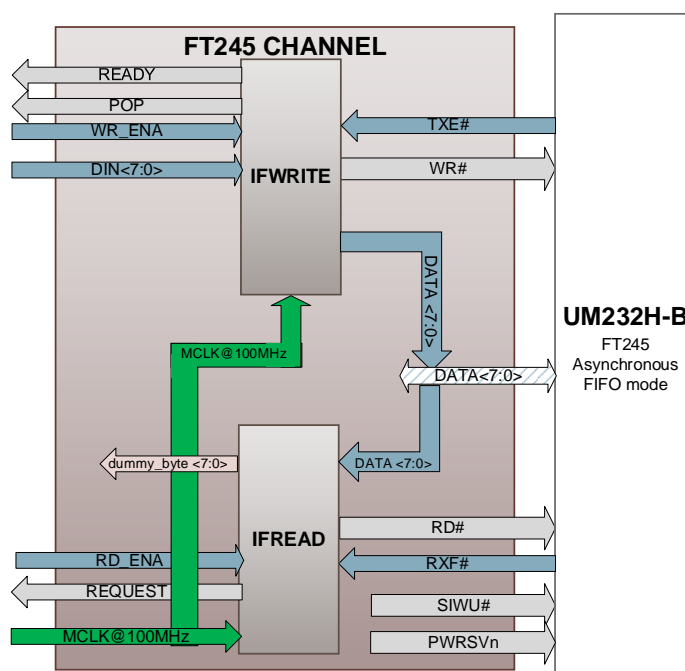 FT245 CHANNEL
READY
POP
WR_ENA
DIN<7:0>
IFWRITE
TXE#
WR#
DATA <7:0>
MCLK@100MHz
UM232H-B
FT245
Asynchronous
FIFO mode
DATA<7:0>
dummy_byte <7:0>
DATA <7:0>
IFREAD
RD#
RD_ENA
RXF#
REQUEST
SIWU#
MCLK@100MHz
PWRSVn